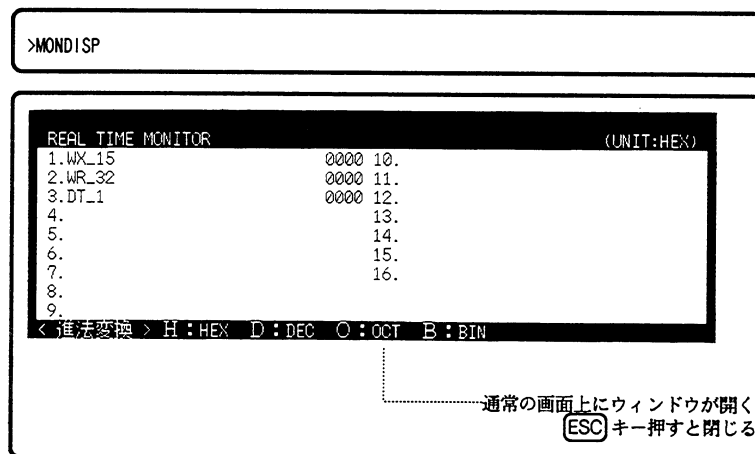 >MONDISP
REAL TIME MONITOR (UNIT:HEX)
1.WX_15 0000 10.
2.WR_32 0000 11.
3.DT_1 0000 12.
4. 13.
5. 14.
6. 15.
7. 16.
8.
9.
< 進法変換 > H:HEX D:DEC O:OCT B:BIN
通常の画面上にウィンドウが開く
ESC キー押すと閉じる